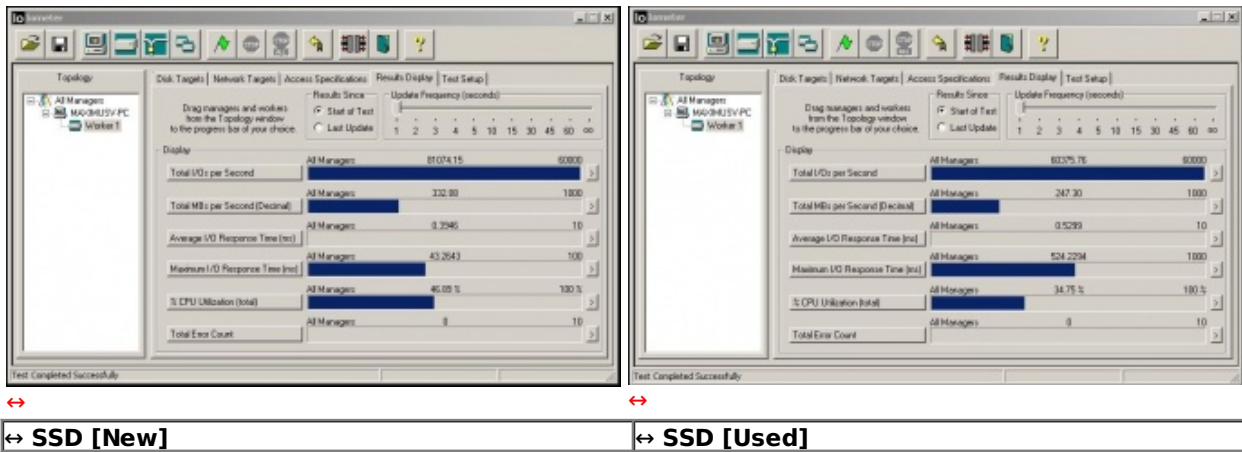 Iometer
Topology
All Managers
MAXIMUSV-PC
Worker 1
Disk Targets | Network Targets | Access Specifications | Results Display | Test Setup
Drag managers and workers
from the Topology window
to the progress bar of your choice.
Results Since
Start of Test
Last Update
Update Frequency (seconds)
1 2 3 4 5 10 15 30 45 60 ∞
Display
All Managers 81074.15 60000
Total I/Os per Second
All Managers 332.08 1000
Total MBs per Second (Decimal)
All Managers 0.3946 10
Average I/O Response Time (ms)
All Managers 43.2643 100
Maximum I/O Response Time (ms)
All Managers 46.09 % 100 %
% CPU Utilization (total)
All Managers 0 10
Total Error Count
Test Completed Successfully
↔
↔ SSD [New]
Iometer
Topology
All Managers
MAXIMUSV-PC
Worker 1
Disk Targets | Network Targets | Access Specifications | Results Display | Test Setup
Drag managers and workers
from the Topology window
to the progress bar of your choice.
Results Since
Start of Test
Last Update
Update Frequency (seconds)
1 2 3 4 5 10 15 30 45 60 ∞
Display
All Managers 60375.76 60000
Total I/Os per Second
All Managers 247.30 1000
Total MBs per Second (Decimal)
All Managers 0.5299 10
Average I/O Response Time (ms)
All Managers 524.2294 1000
Maximum I/O Response Time (ms)
All Managers 34.75 % 100 %
% CPU Utilization (total)
All Managers 0 10
Total Error Count
Test Completed Successfully
↔
↔ SSD [Used]